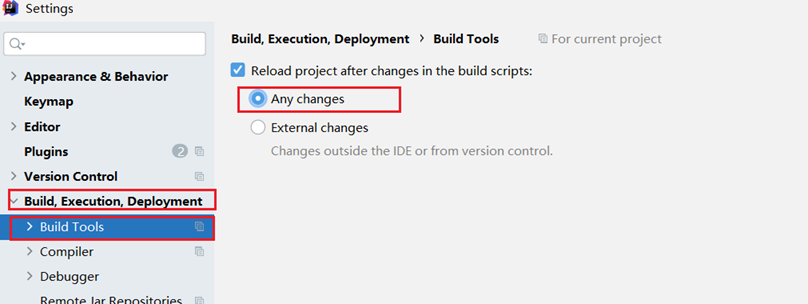 Settings
Build, Execution, Deployment › Build Tools For current project
Reload project after changes in the build scripts:
Any changes
External changes
Changes outside the IDE or from version control.
Appearance & Behavior
Keymap
Editor
Plugins 2
Version Control
Build, Execution, Deployment
Build Tools
Compiler
Debugger
Remote Jar Repositories